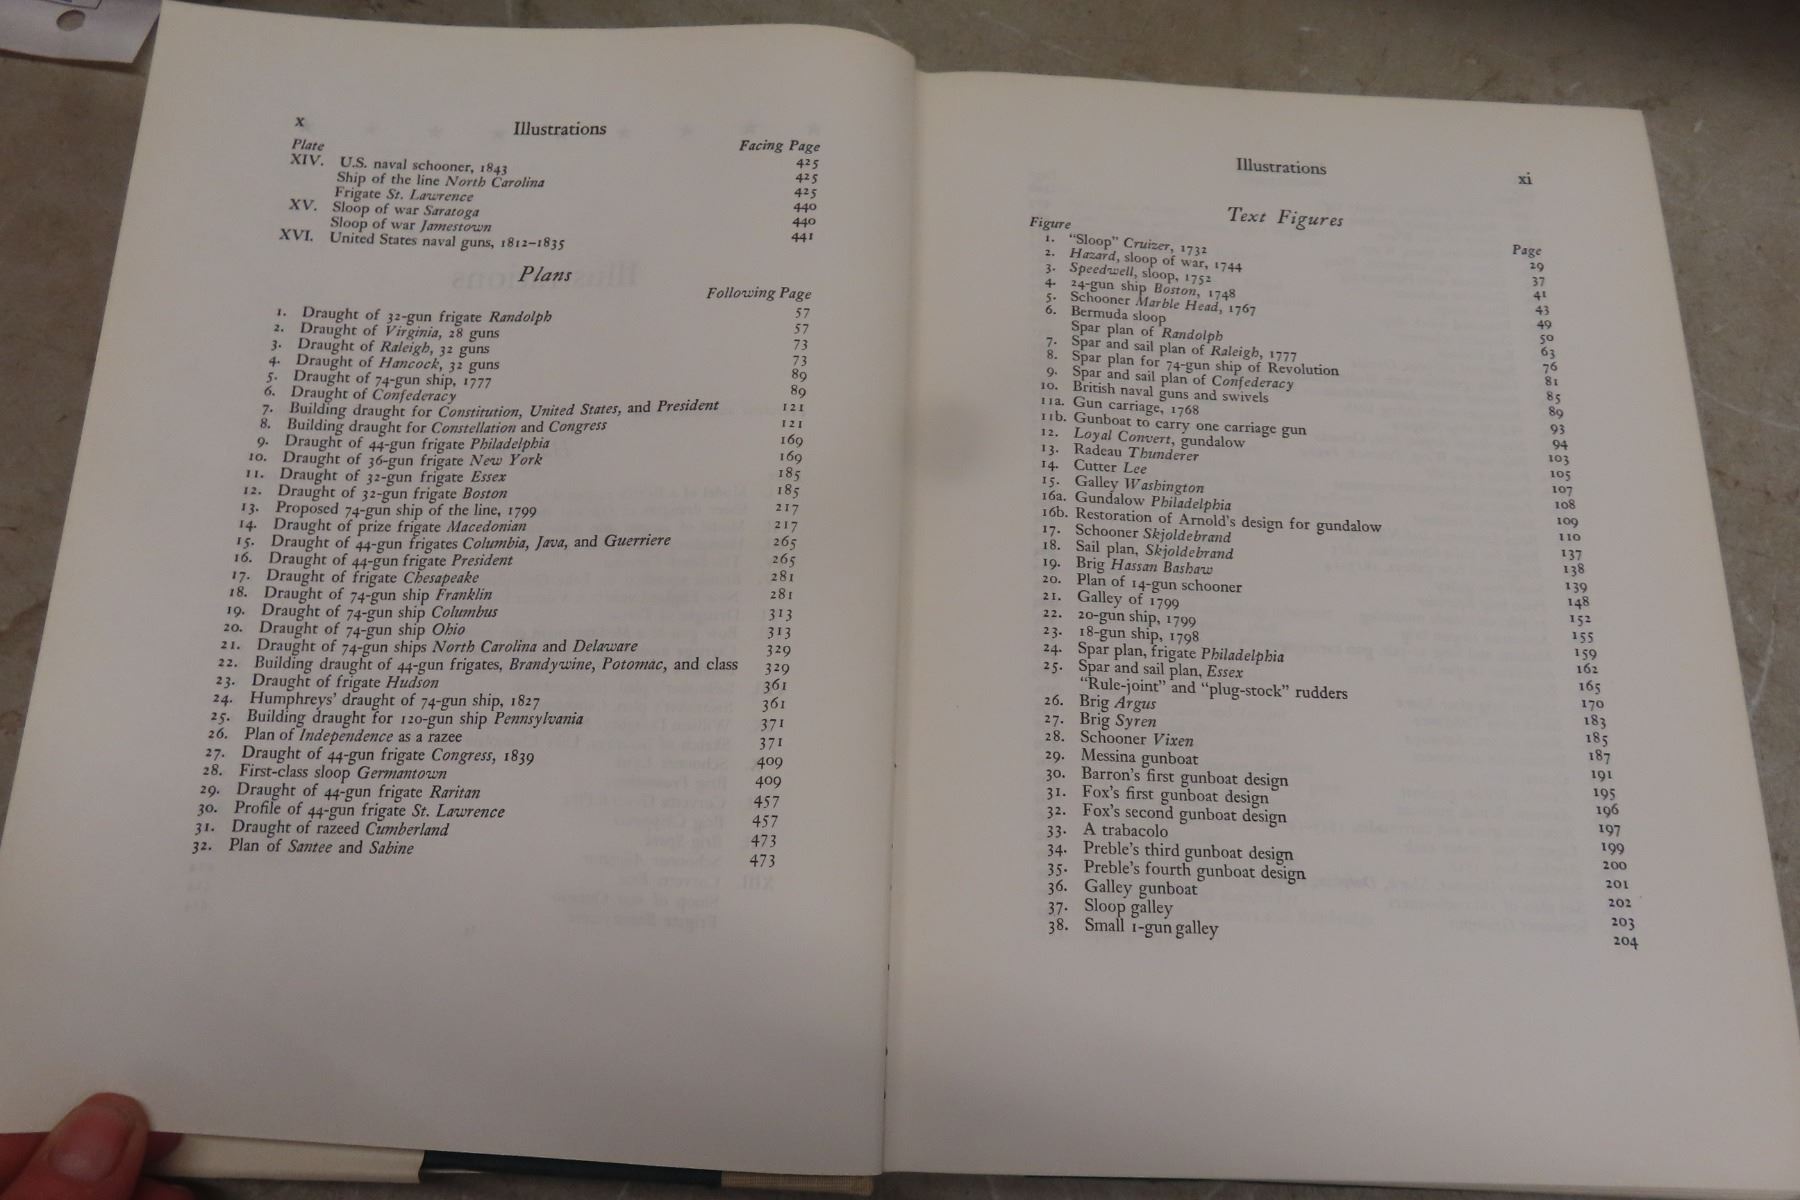 x
Illustrations
Plate Facing Page
XIV. U.S. naval schooner, 1843 425
Ship of the line North Carolina 425
Frigate St. Lawrence 425
XV. Sloop of war Saratoga 440
Sloop of war Jamestown 440
XVI. United States naval guns, 1812–1835 441
Plans
Following Page
1. Draught of 32-gun frigate Randolph 57
2. Draught of Virginia, 28 guns 57
3. Draught of Raleigh, 32 guns 73
4. Draught of Hancock, 32 guns 73
5. Draught of 74-gun ship, 1777 89
6. Draught of Confederacy 89
7. Building draught for Constitution, United States, and President 121
8. Building draught for Constellation and Congress 121
9. Draught of 44-gun frigate Philadelphia 169
10. Draught of 36-gun frigate New York 169
11. Draught of 32-gun frigate Essex 185
12. Draught of 32-gun frigate Boston 185
13. Proposed 74-gun ship of the line, 1799 217
14. Draught of prize frigate Macedonian 217
15. Draught of 44-gun frigates Columbia, Java, and Guerriere 265
16. Draught of 44-gun frigate President 265
17. Draught of frigate Chesapeake 281
18. Draught of 74-gun ship Franklin 281
19. Draught of 74-gun ship Columbus 313
20. Draught of 74-gun ship Ohio 313
21. Draught of 74-gun ships North Carolina and Delaware 329
22. Building draught of 44-gun frigates, Brandywine, Potomac, and class 329
23. Draught of frigate Hudson 361
24. Humphreys' draught of 74-gun ship, 1827 361
25. Building draught for 120-gun ship Pennsylvania 371
26. Plan of Independence as a razee 371
27. Draught of 44-gun frigate Congress, 1839 409
28. First-class sloop Germantown 409
29. Draught of 44-gun frigate Raritan 457
30. Profile of 44-gun frigate St. Lawrence 457
31. Draught of razeed Cumberland 473
32. Plan of Santee and Sabine 473
Illustrations
xi
Text Figures
Figure Page
1. "Sloop" Cruizer, 1732 29
2. Hazard, sloop of war, 1744 37
3. Speedwell, sloop, 1752 41
4. 24-gun ship Boston, 1748 43
5. Schooner Marble Head, 1767 49
6. Bermuda sloop 50
Spar plan of Randolph 63
7. Spar and sail plan of Raleigh, 1777 76
8. Spar plan for 74-gun ship of Revolution 81
9. Spar and sail plan of Confederacy 85
10. British naval guns and swivels 89
11a. Gun carriage, 1768 93
11b. Gunboat to carry one carriage gun 94
12. Loyal Convert, gundalow 103
13. Radeau Thunderer 105
14. Cutter Lee 107
15. Galley Washington 108
16a. Gundalow Philadelphia 109
16b. Restoration of Arnold's design for gundalow 110
17. Schooner Skjoldebrand 137
18. Sail plan, Skjoldebrand 138
19. Brig Hassan Bashaw 139
20. Plan of 14-gun schooner 148
21. Galley of 1799 152
22. 20-gun ship, 1799 155
23. 18-gun ship, 1798 159
24. Spar plan, frigate Philadelphia 162
25. Spar and sail plan, Essex 165
"Rule-joint" and "plug-stock" rudders 170
26. Brig Argus 183
27. Brig Syren 185
28. Schooner Vixen 187
29. Messina gunboat 191
30. Barron's first gunboat design 195
31. Fox's first gunboat design 196
32. Fox's second gunboat design 197
33. A trabacolo 199
34. Preble's third gunboat design 200
35. Preble's fourth gunboat design 201
36. Galley gunboat 202
37. Sloop galley 203
38. Small 1-gun galley 204